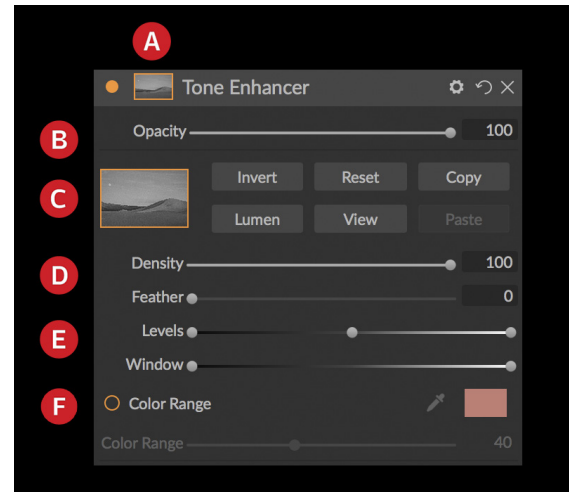 A
Tone Enhancer
B
Opacity 100
C
Invert Reset Copy
Lumen View Paste
D
Density 100
Feather 0
E
Levels
Window
F
Color Range
Color Range 40